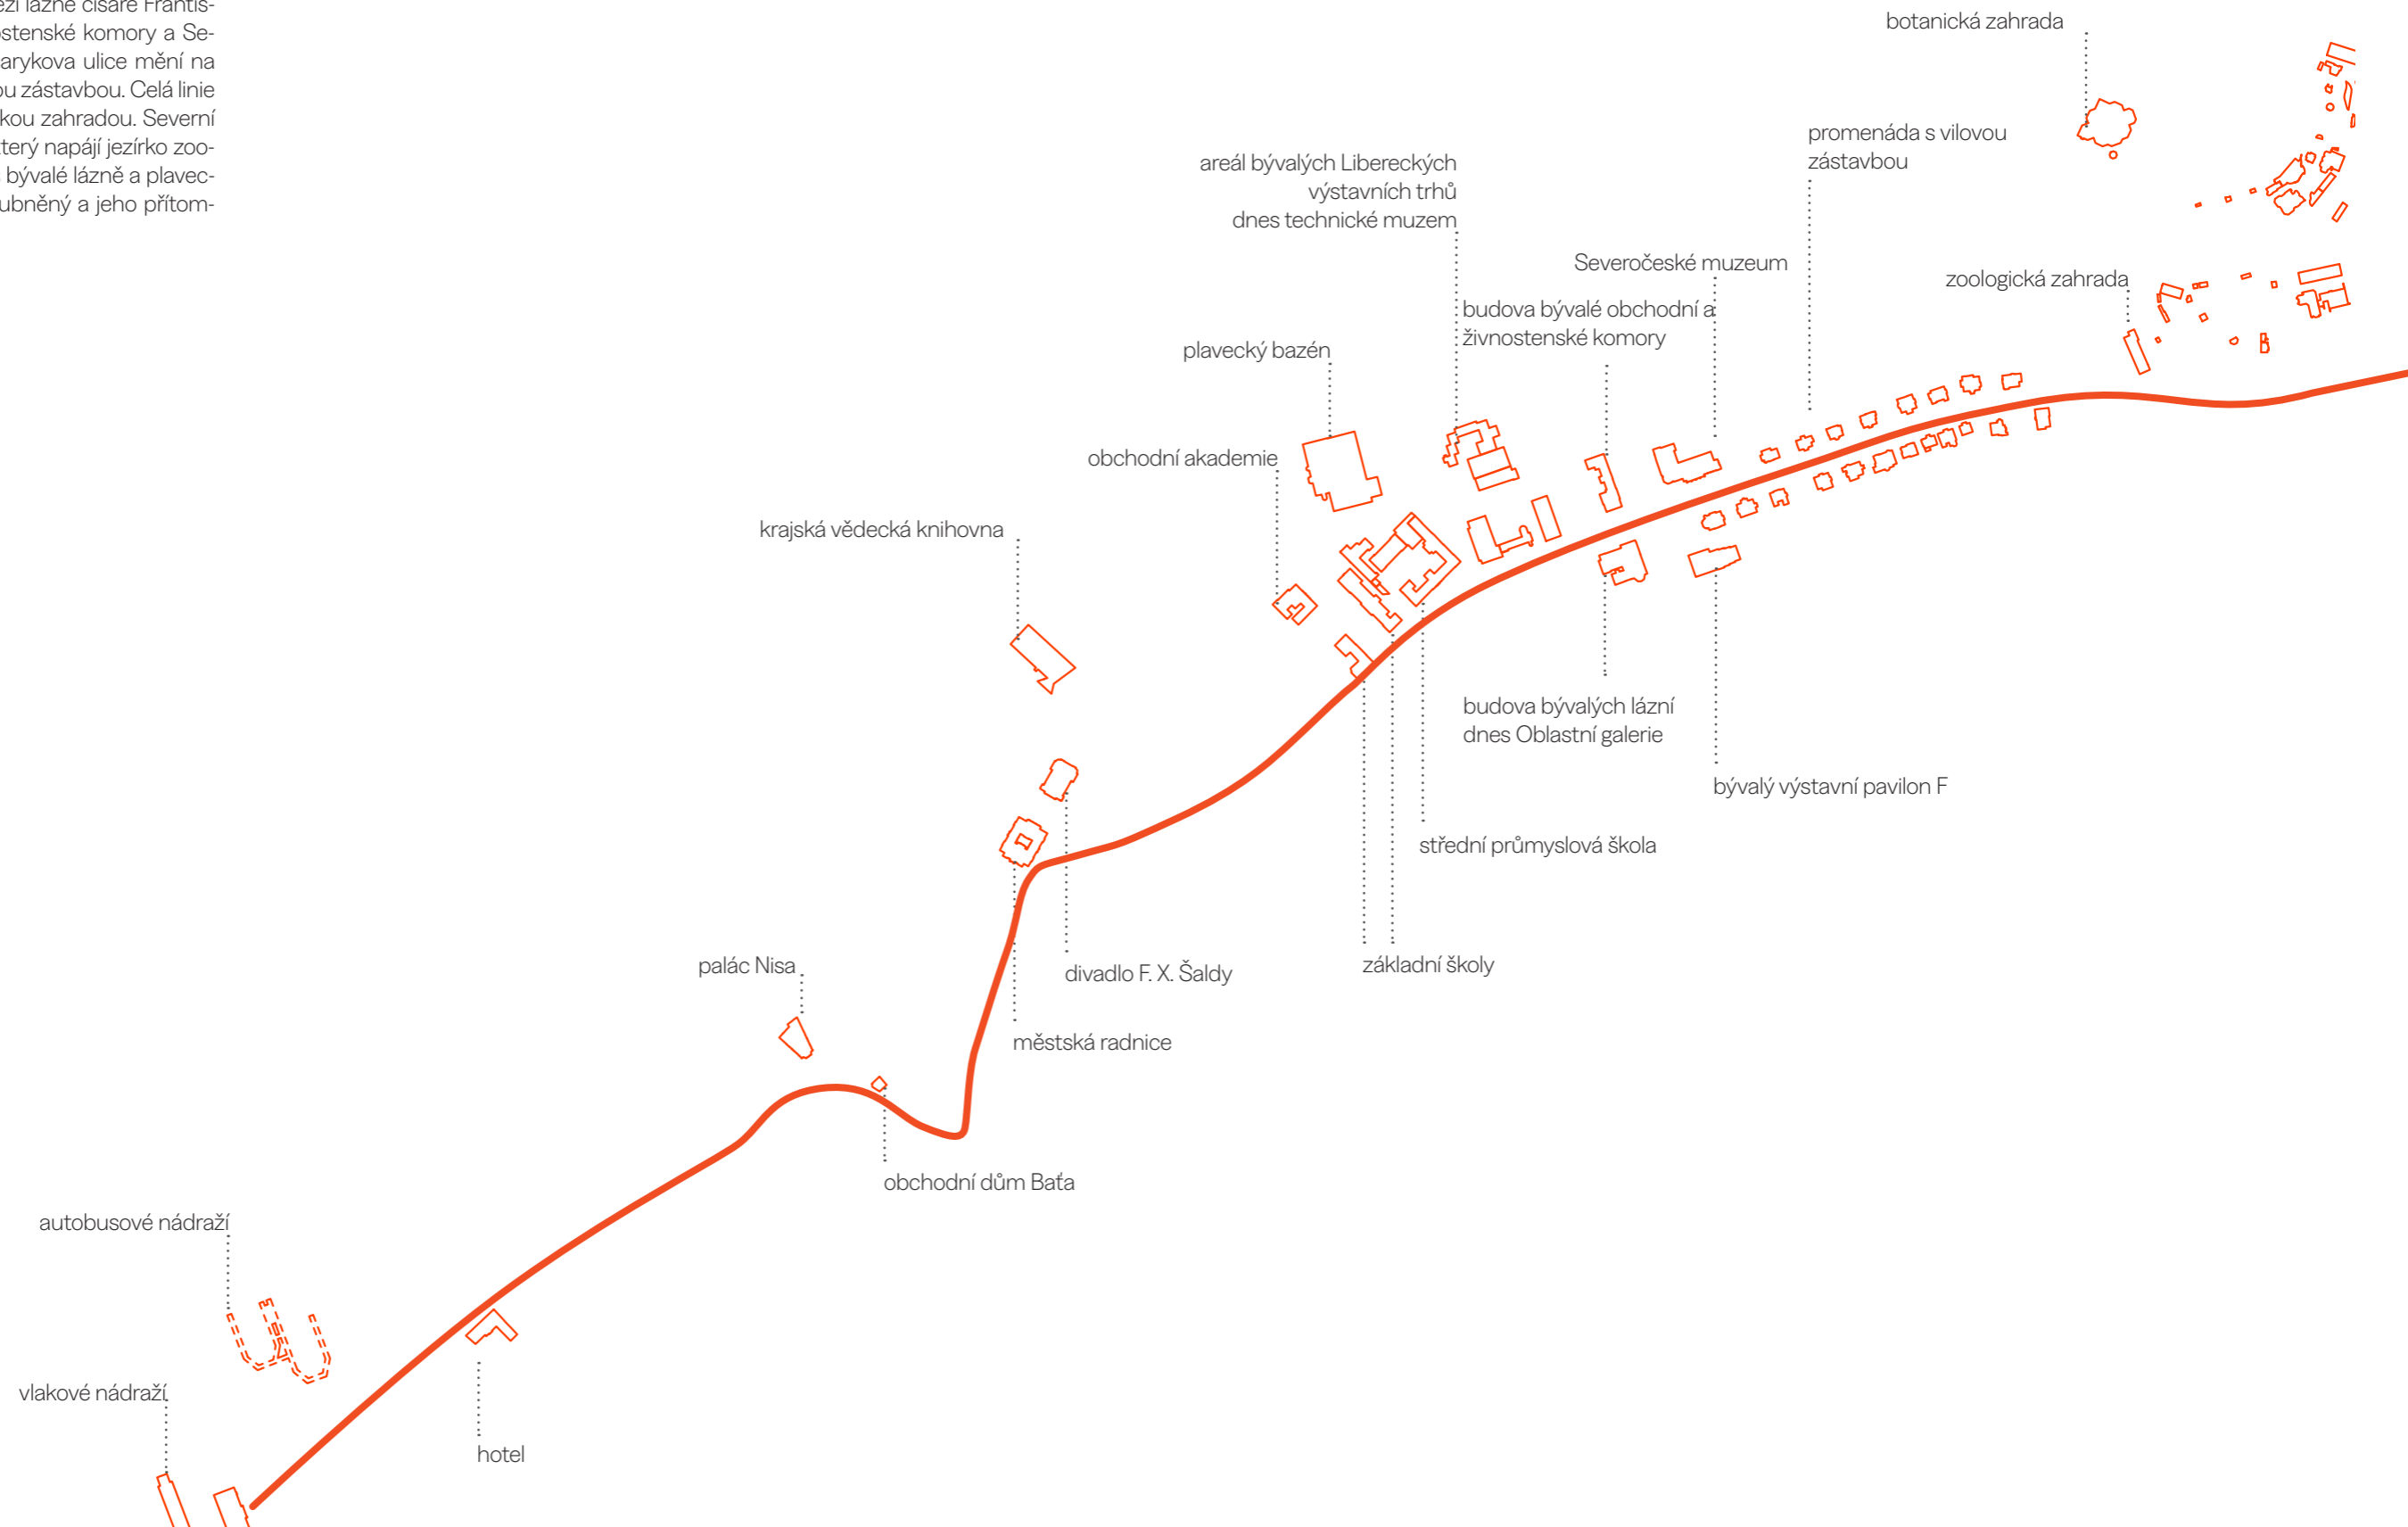 ezi lázně císaře Františ-
ostenské komory a Se-
arykova ulice mění na
ou zástavbou. Celá linie
kou zahradou. Severní
který napájí jezírko zoo-
bývalé lázně a plavec-
ubněný a jeho přítom-
botanická zahrada
promenáda s vilovou
zástavbou
areál bývalých Libereckých
výstavních trhů
dnes technické muzem
Severočeské muzeum
zoologická zahrada
budova bývalé obchodní a
živnostenské komory
plavecký bazén
obchodní akademie
krajská vědecká knihovna
budova bývalých lázní
dnes Oblastní galerie
bývalý výstavní pavilon F
střední průmyslová škola
základní školy
palác Nisa
divadlo F. X. Šaldy
městská radnice
obchodní dům Baťa
autobusové nádraží
vlakové nádraží
hotel